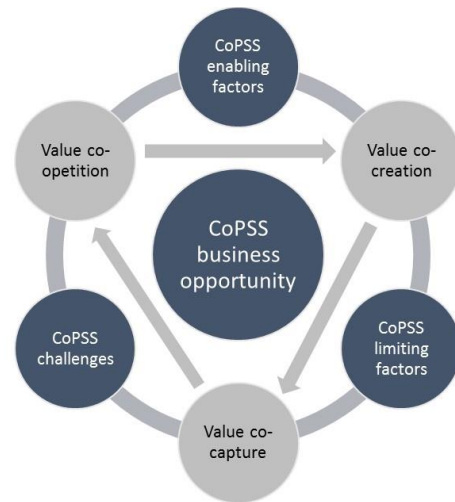 CoPSS
enabling
factors
Value co-
opetition
Value co-
creation
CoPSS
business
opportunity
CoPSS
challenges
CoPSS
limiting
factors
Value co-
capture